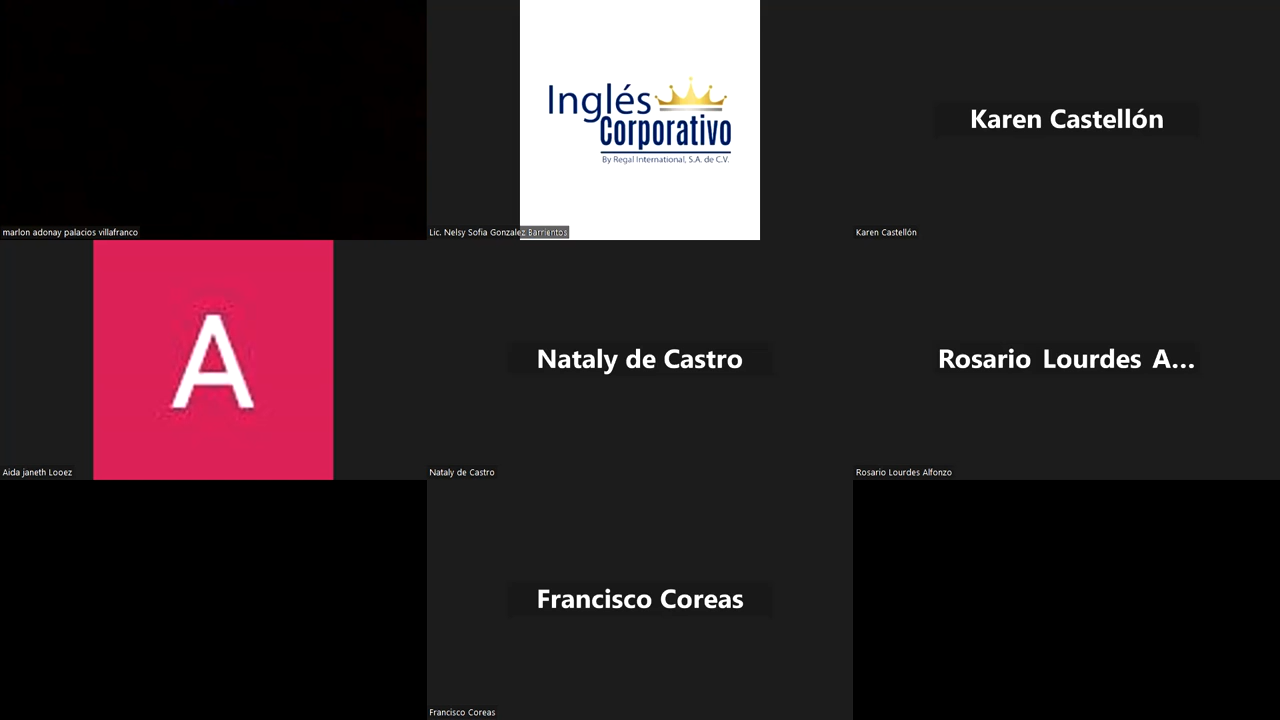 Inglés
Corporativo
By Regal International, S.A. de C.V.
Karen Castellón
marlon adonay palacios villafranco
Lic. Nelsy Sofia Gonzalez Barrientos
Karen Castellón
A
Nataly de Castro
Rosario Lourdes A...
Aida janeth Looez
Nataly de Castro
Rosario Lourdes Alfonzo
Francisco Coreas
Francisco Coreas